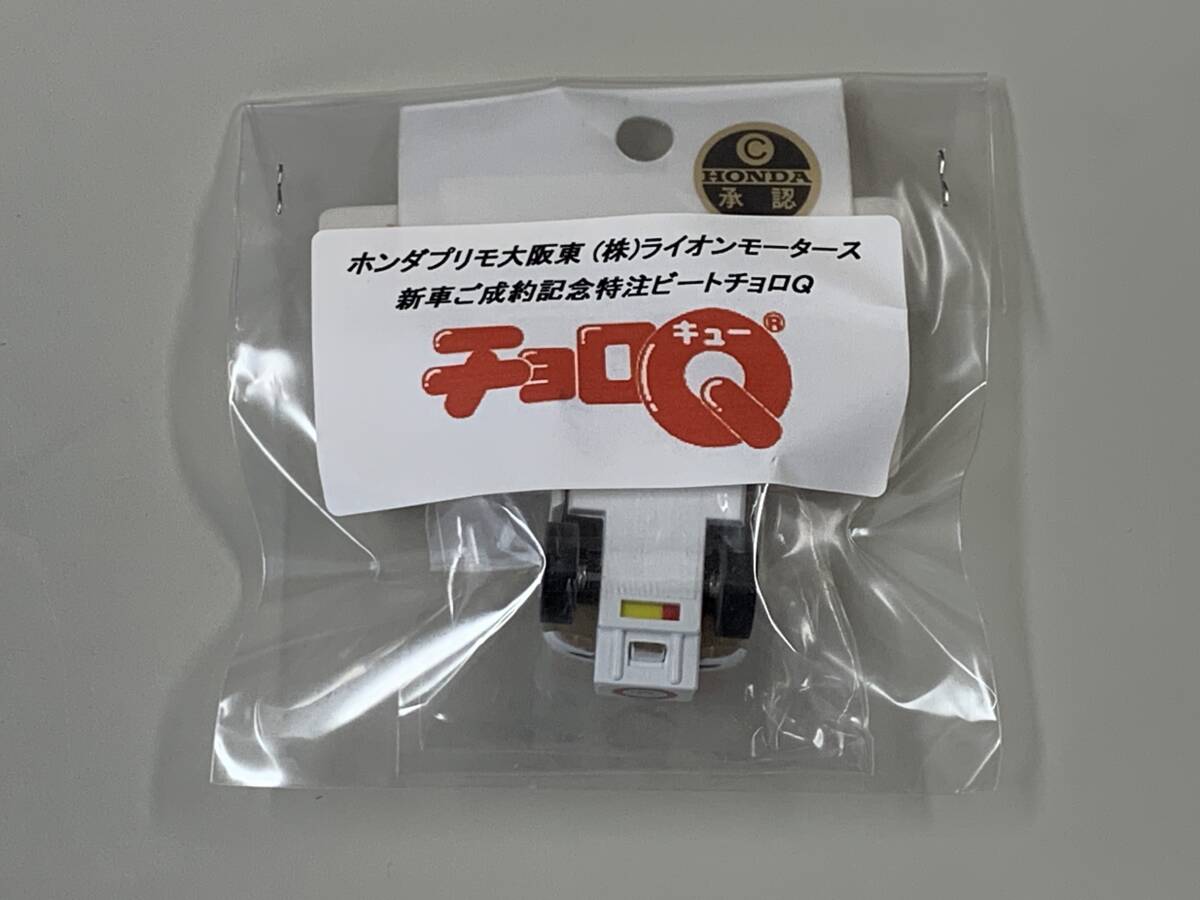 Ⓒ
HONDA
承認
ホンダプリモ大阪東(株)ライオンモータース
新車ご成約記念特注ビートチョロQ
チョロQ
キュー®